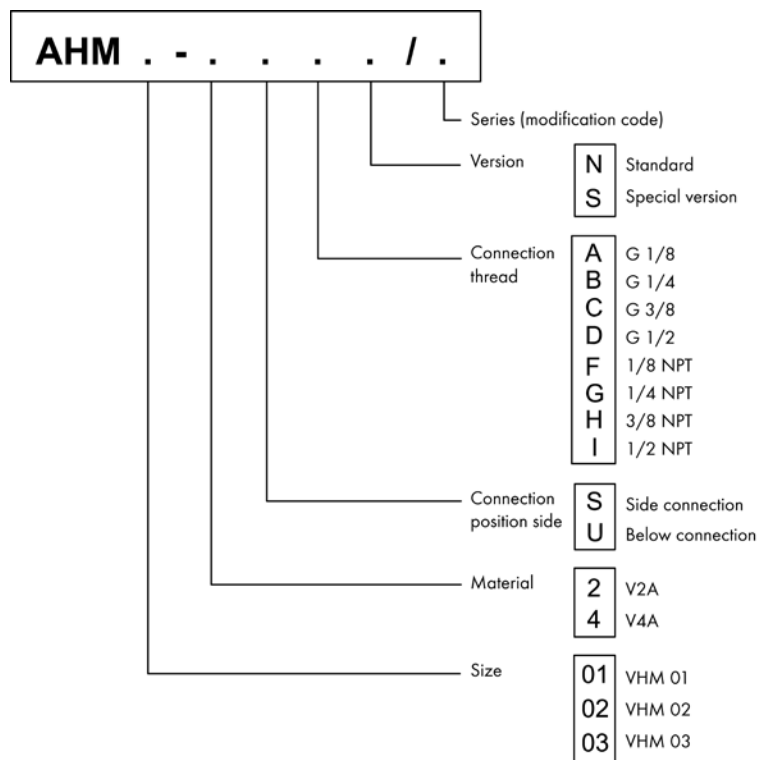 AHM . - . . . . / .
Series (modification code)
Version
N Standard
S Special version
Connection
thread
A G 1/8
B G 1/4
C G 3/8
D G 1/2
F 1/8 NPT
G 1/4 NPT
H 3/8 NPT
I 1/2 NPT
Connection
position side
S Side connection
U Below connection
Material
2 V2A
4 V4A
Size
01 VHM 01
02 VHM 02
03 VHM 03